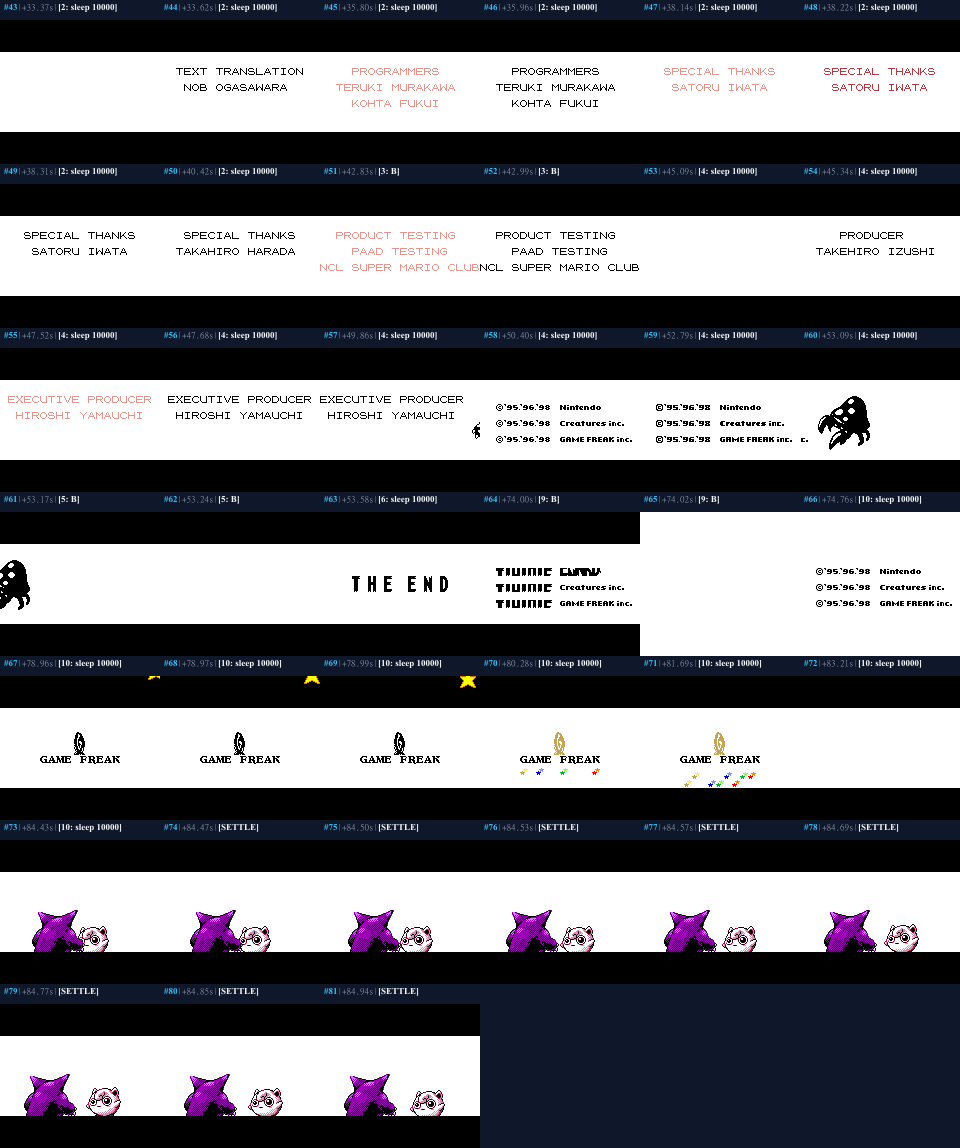 #43|+33.37s|[2: sleep 10000]
#44|+33.62s|[2: sleep 10000]
#45|+35.80s|[2: sleep 10000]
#46|+35.96s|[2: sleep 10000]
#47|+38.14s|[2: sleep 10000]
#48|+38.22s|[2: sleep 10000]
TEXT TRANSLATION
NOB OGASAWARA
PROGRAMMERS
TERUKI MURAKAWA
KOHTA FUKUI
PROGRAMMERS
TERUKI MURAKAWA
KOHTA FUKUI
SPECIAL THANKS
SATORU IWATA
SPECIAL THANKS
SATORU IWATA
#49|+38.31s|[2: sleep 10000]
#50|+40.42s|[2: sleep 10000]
#51|+42.83s|[3: B]
#52|+42.99s|[3: B]
#53|+45.09s|[4: sleep 10000]
#54|+45.34s|[4: sleep 10000]
SPECIAL THANKS
SATORU IWATA
SPECIAL THANKS
TAKAHIRO HARADA
PRODUCT TESTING
PAAD TESTING
NCL SUPER MARIO CLUB
PRODUCT TESTING
PAAD TESTING
NCL SUPER MARIO CLUB
PRODUCER
TAKEHIRO IZUSHI
#55|+47.52s|[4: sleep 10000]
#56|+47.68s|[4: sleep 10000]
#57|+49.86s|[4: sleep 10000]
#58|+50.40s|[4: sleep 10000]
#59|+52.79s|[4: sleep 10000]
#60|+53.09s|[4: sleep 10000]
EXECUTIVE PRODUCER
HIROSHI YAMAUCHI
EXECUTIVE PRODUCER
HIROSHI YAMAUCHI
EXECUTIVE PRODUCER
HIROSHI YAMAUCHI
©'95.'96.'98 Nintendo
©'95.'96.'98 Creatures inc.
©'95.'96.'98 GAME FREAK inc.
©'95.'96.'98 Nintendo
©'95.'96.'98 Creatures inc.
©'95.'96.'98 GAME FREAK inc. c.
#61|+53.17s|[5: B]
#62|+53.24s|[5: B]
#63|+53.58s|[6: sleep 10000]
#64|+74.00s|[9: B]
#65|+74.02s|[9: B]
#66|+74.76s|[10: sleep 10000]
THE END
Creatures inc.
GAME FREAK inc.
©'95.'96.'98 Nintendo
©'95.'96.'98 Creatures inc.
©'95.'96.'98 GAME FREAK inc.
#67|+78.96s|[10: sleep 10000]
#68|+78.97s|[10: sleep 10000]
#69|+78.99s|[10: sleep 10000]
#70|+80.28s|[10: sleep 10000]
#71|+81.69s|[10: sleep 10000]
#72|+83.21s|[10: sleep 10000]
GAME FREAK
GAME FREAK
GAME FREAK
GAME FREAK
GAME FREAK
#73|+84.43s|[10: sleep 10000]
#74|+84.47s|[SETTLE]
#75|+84.50s|[SETTLE]
#76|+84.53s|[SETTLE]
#77|+84.57s|[SETTLE]
#78|+84.69s|[SETTLE]
#79|+84.77s|[SETTLE]
#80|+84.85s|[SETTLE]
#81|+84.94s|[SETTLE]